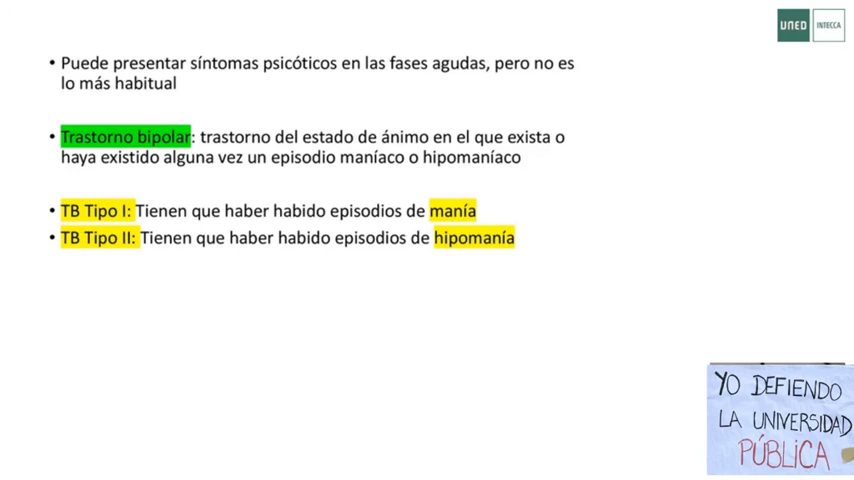 UNED INTECCA
• Puede presentar síntomas psicóticos en las fases agudas, pero no es
lo más habitual
• Trastorno bipolar: trastorno del estado de ánimo en el que exista o
haya existido alguna vez un episodio maníaco o hipomaníaco
• TB Tipo I: Tienen que haber habido episodios de manía
• TB Tipo II: Tienen que haber habido episodios de hipomanía
YO DEFIENDO
LA UNIVERSIDAD
PÚBLICA